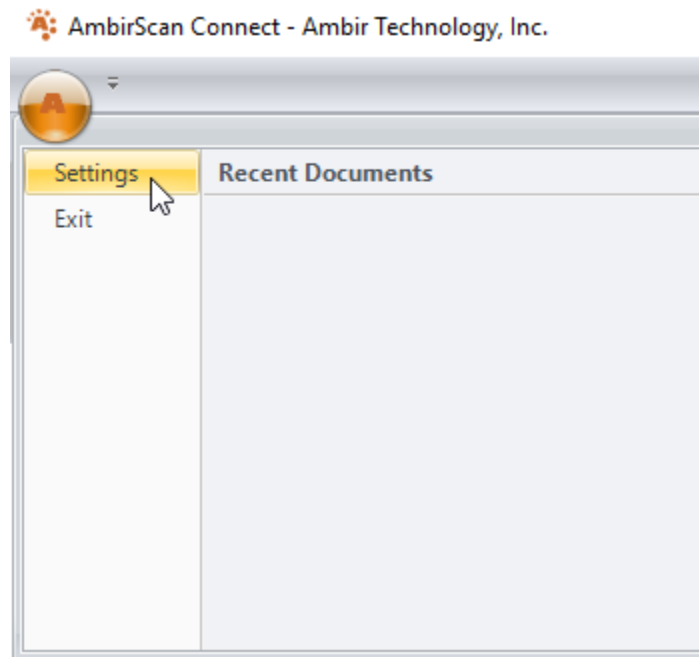 AmbirScan Connect - Ambir Technology, Inc.
A
Settings
Recent Documents
Exit